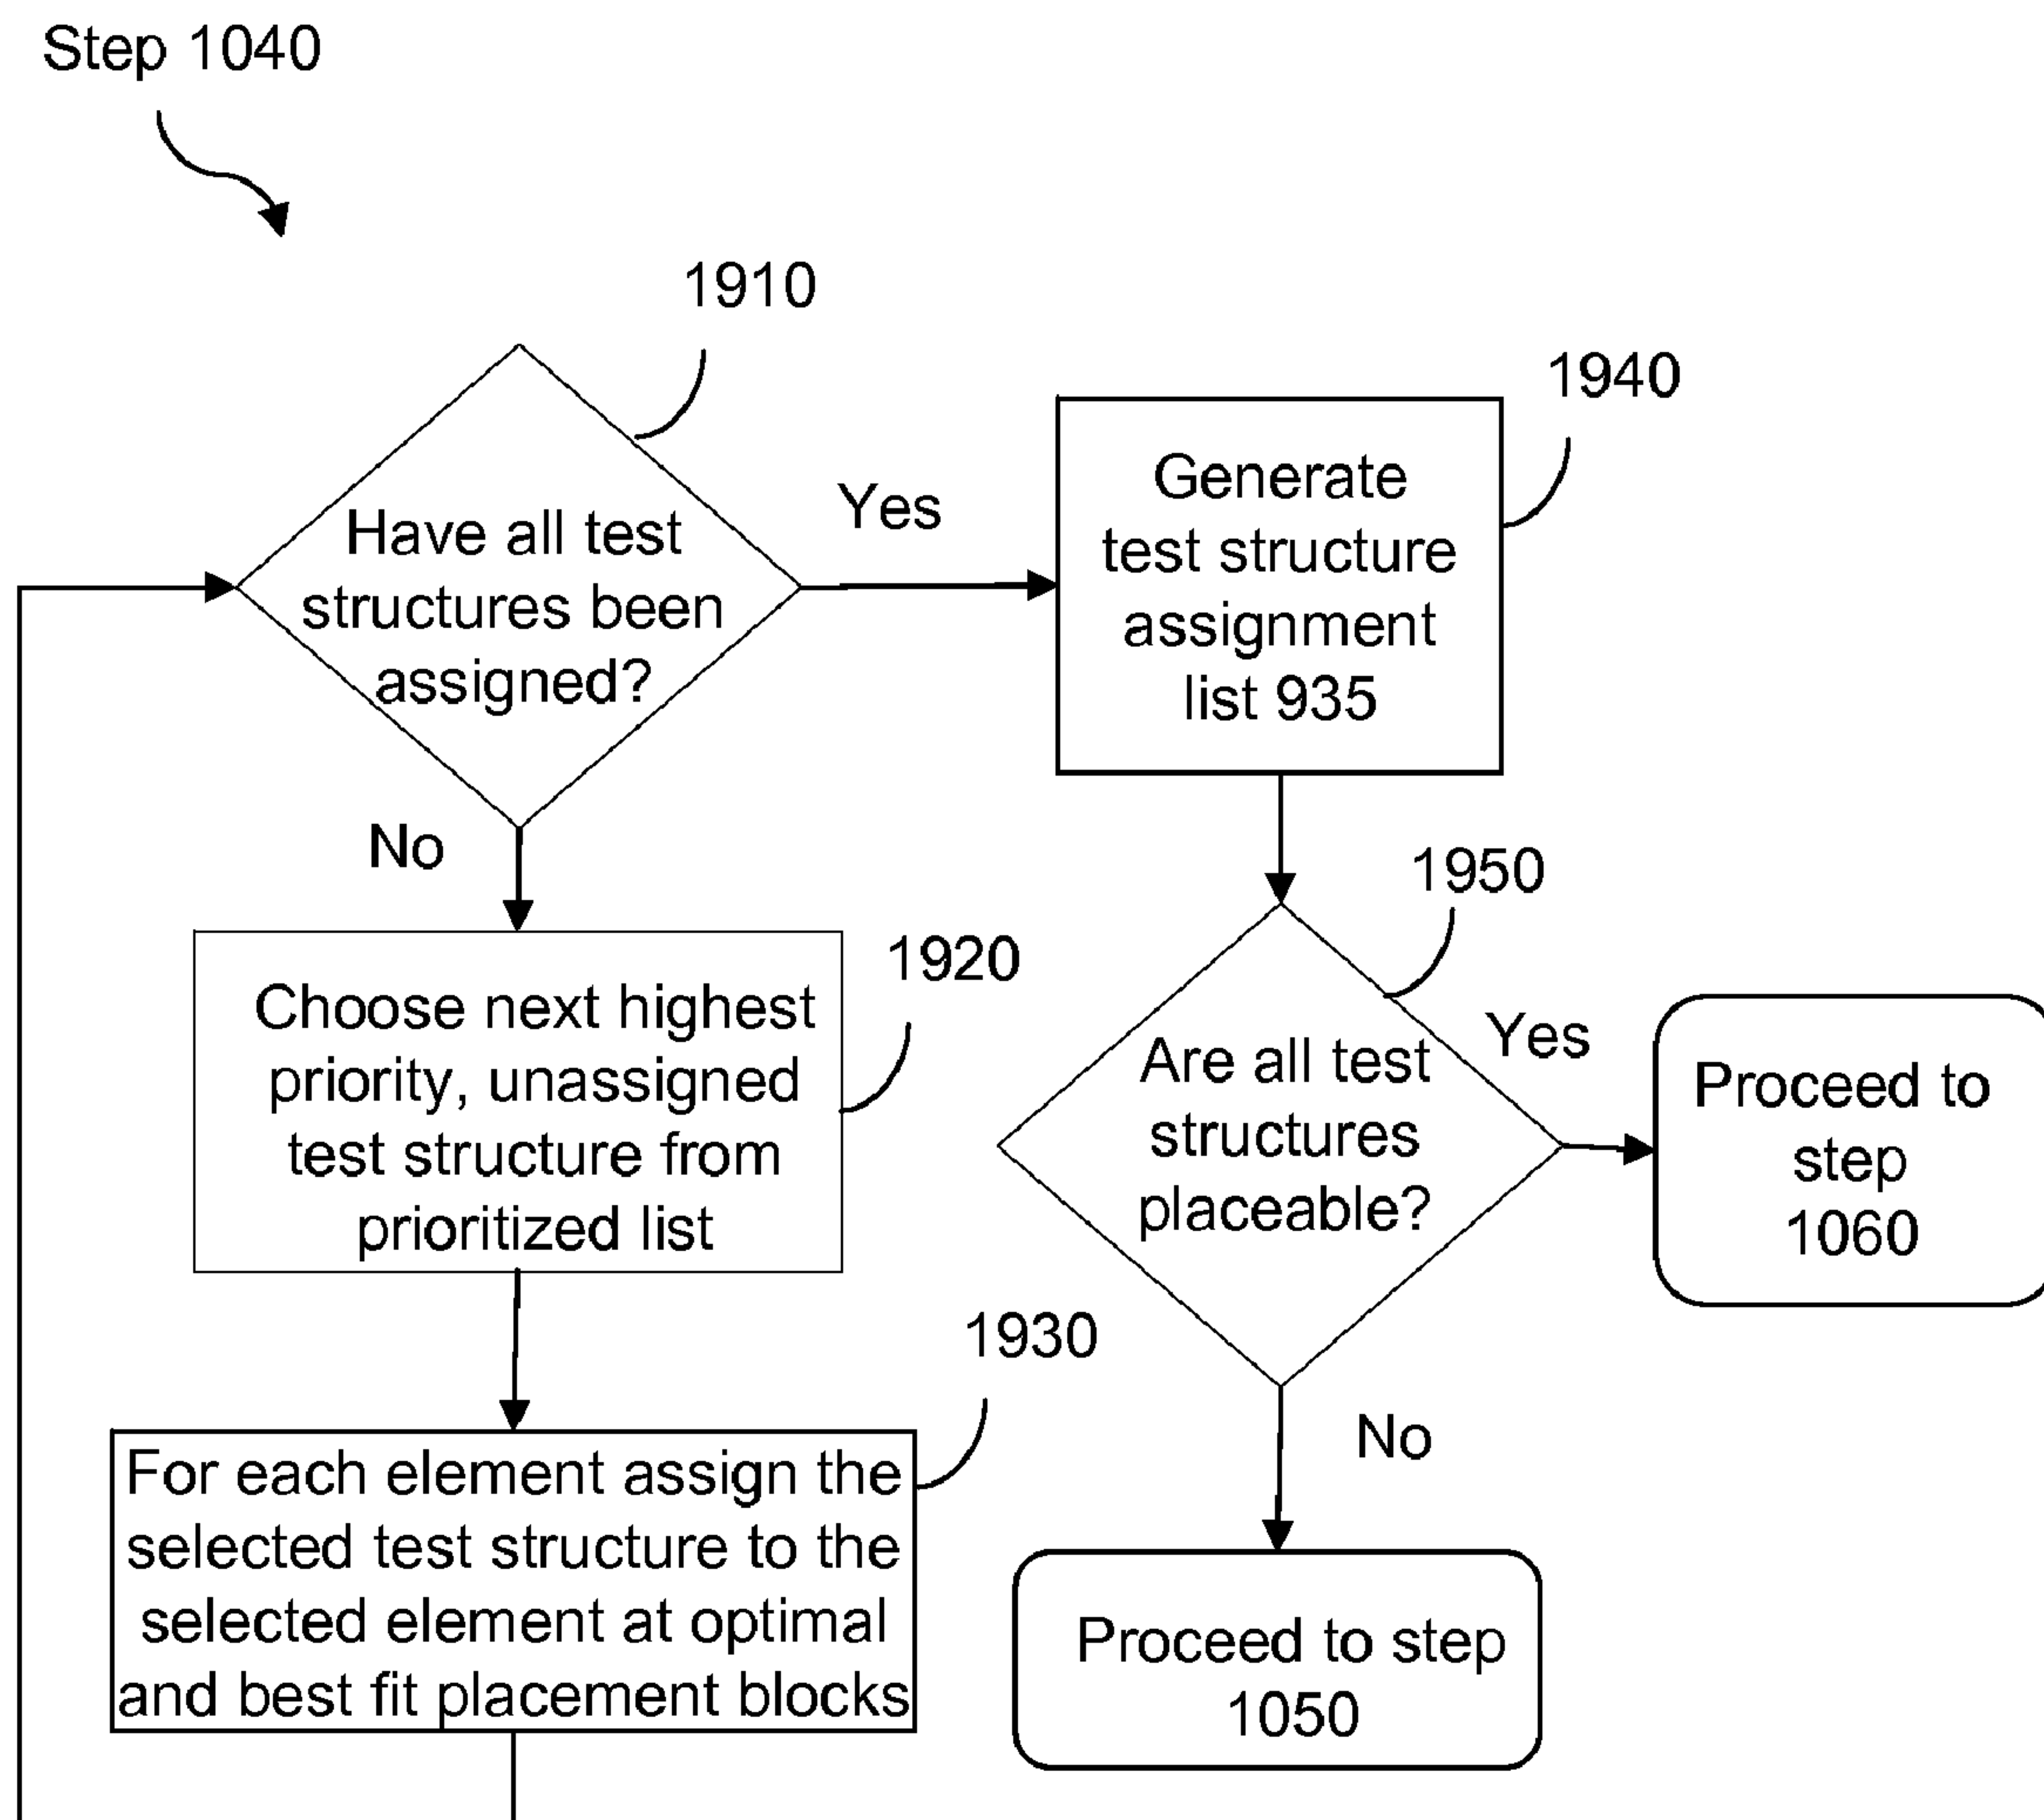 Step 1040
1910
Have all test
structures been
assigned?
Yes
No
1940
Generate
test structure
assignment
list 935
1920
Choose next highest
priority, unassigned
test structure from
prioritized list
1950
Are all test
structures
placeable?
Yes
No
Proceed to
step
1060
1930
For each element assign the
selected test structure to the
selected element at optimal
and best fit placement blocks
Proceed to step
1050